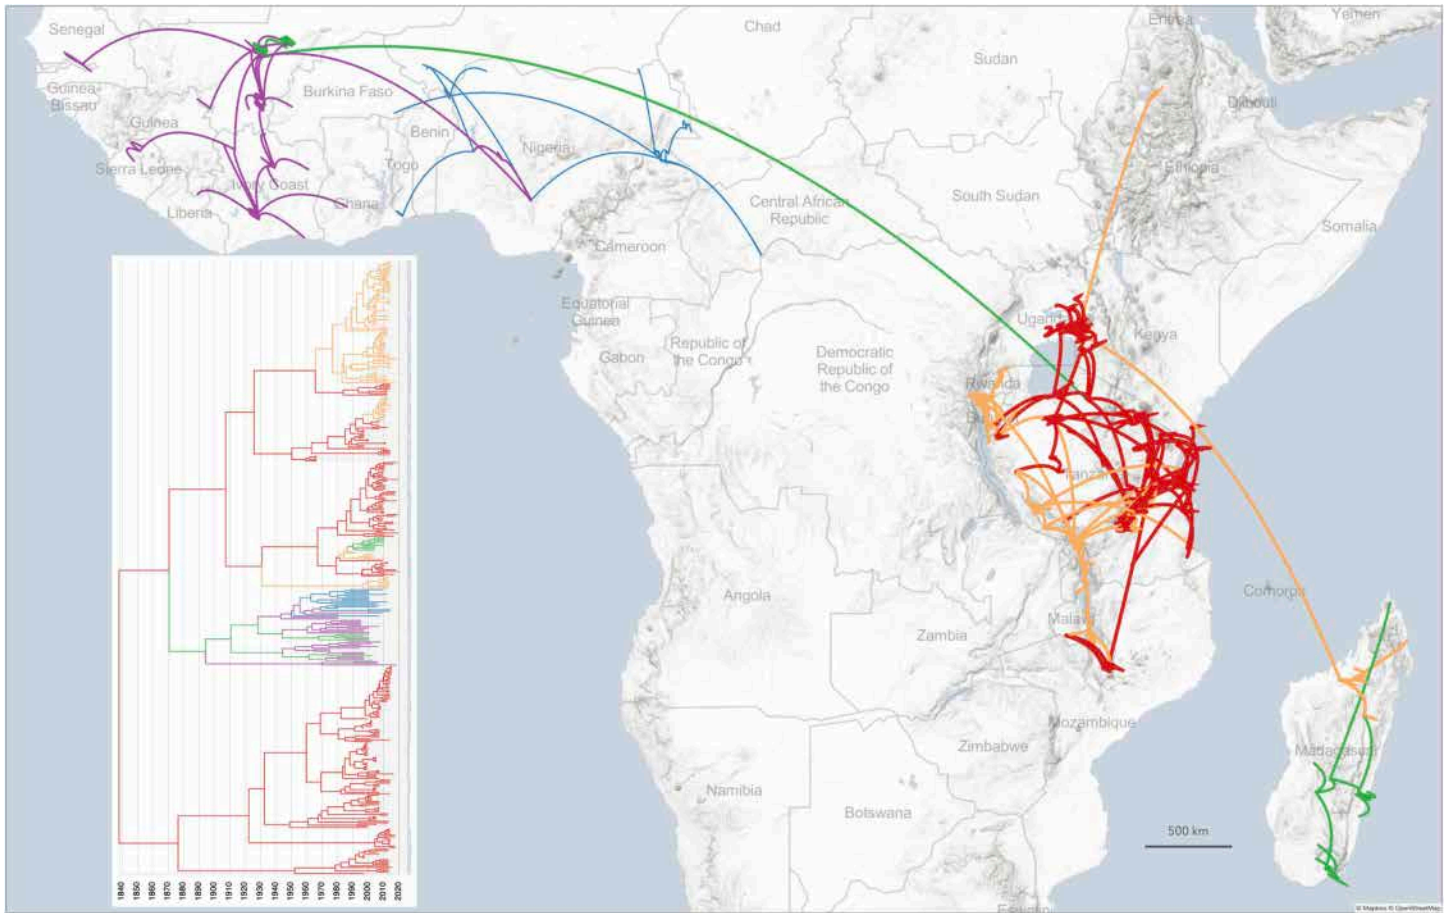 Senegal
Chad
Eritrea
Yemen
Sudan
Guinea-
Bissau
Burkina Faso
Djibouti
Guinea
Benin
Nigeria
Sierra Leone
Togo
Ethiopia
Ivory Coast
South Sudan
Liberia
Ghana
Central African
Republic
Somalia
Cameroon
Equatorial
Guinea
Uganda
Kenya
Republic of
the Congo
Gabon
Democratic
Republic of
the Congo
Rwanda
Tanza
Angola
Comoros
Malawi
Zambia
Mozambique
Zimbabwe
Madagascar
Namibia
Botswana
500 km
1840
1850
1860
1870
1880
1890
1900
1910
1920
1930
1940
1950
1960
1970
1980
1990
2000
2010
2020
© Mapbox © OpenStreetMap